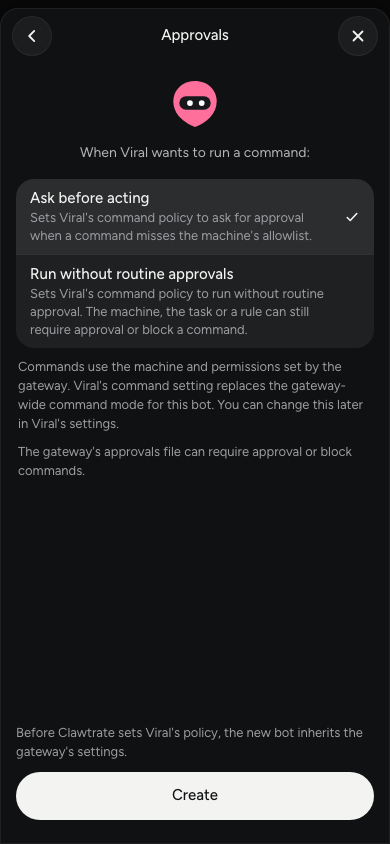 Approvals
When Viral wants to run a command:
Ask before acting
Sets Viral's command policy to ask for approval
when a command misses the machine's allowlist.
Run without routine approvals
Sets Viral's command policy to run without routine
approval. The machine, the task or a rule can still
require approval or block a command.
Commands use the machine and permissions set by the
gateway. Viral's command setting replaces the gateway-
wide command mode for this bot. You can change this later
in Viral's settings.
The gateway's approvals file can require approval or block
commands.
Before Clawtrate sets Viral's policy, the new bot inherits the
gateway's settings.
Create